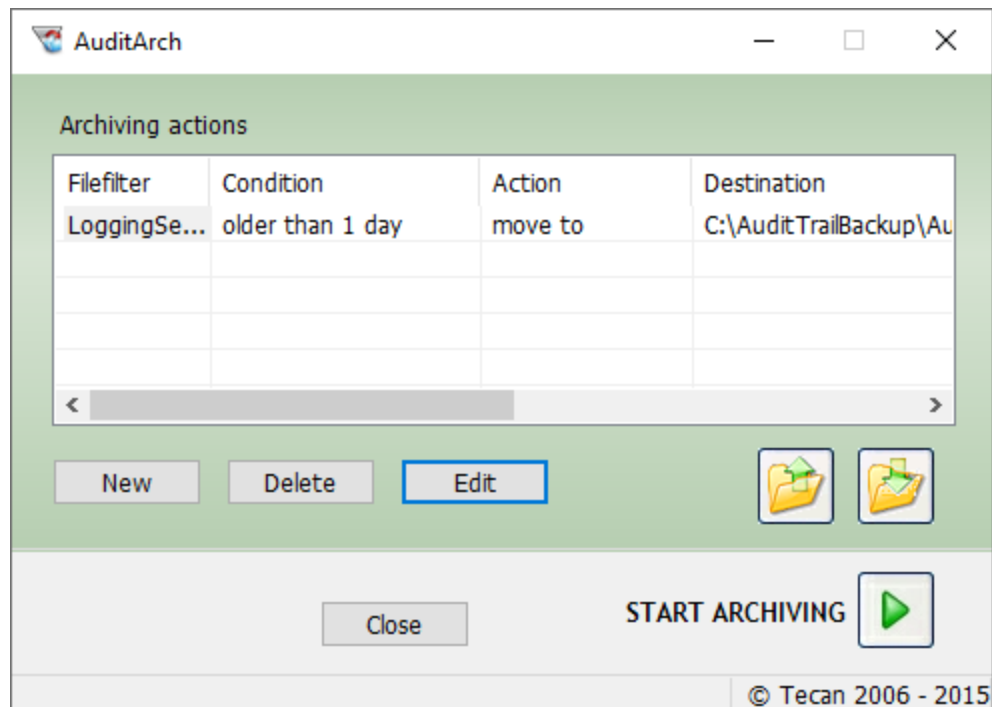 AuditArch
Archiving actions
Filefilter Condition Action Destination
LoggingSe... older than 1 day move to C:\AuditTrailBackup\Au
New Delete Edit
Close START ARCHIVING
© Tecan 2006 - 2015